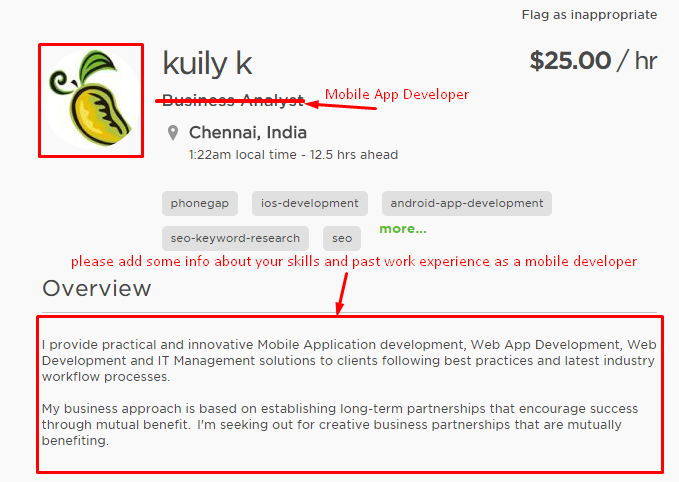 Flag as inappropriate
kuily k
$25.00 / hr
Business Analyst
Mobile App Developer
Chennai, India
1:22am local time - 12.5 hrs ahead
phonegap ios-development android-app-development
seo-keyword-research seo more...
please add some info about your skills and past work experience as a mobile developer
Overview
I provide practical and innovative Mobile Application development, Web App Development, Web
Development and IT Management solutions to clients following best practices and latest industry
workflow processes.
My business approach is based on establishing long-term partnerships that encourage success
through mutual benefit. I'm seeking out for creative business partnerships that are mutually
benefiting.